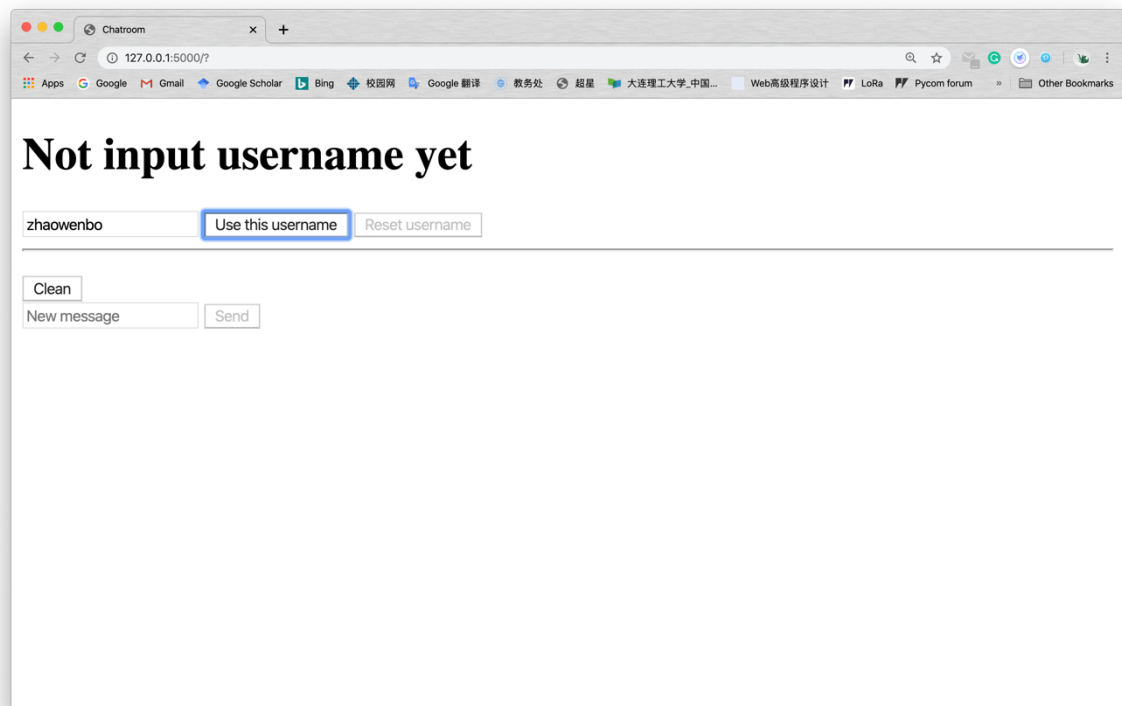 Chatroom
127.0.0.1:5000/?
Apps Google Gmail Google Scholar Bing 校园网 Google 翻译 教务处 超星 大连理工大学_中国... Web高级程序设计 LoRa Pycom forum » Other Bookmarks
Not input username yet
zhaowenbo Use this username Reset username
Clean
New message Send